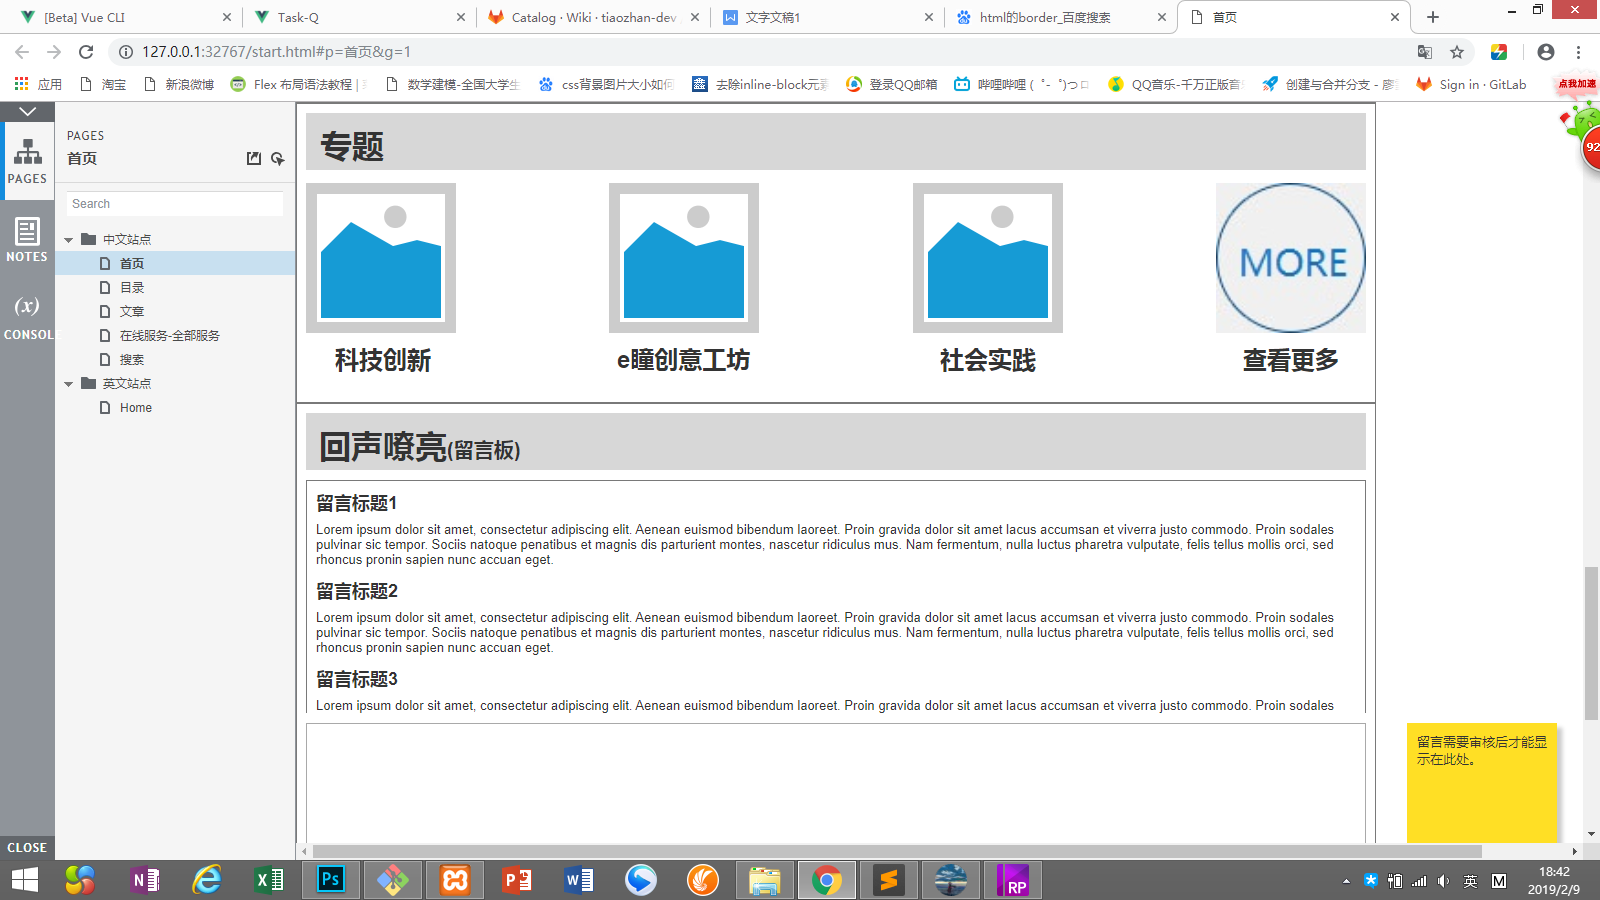 [Beta] Vue CLI
Task-Q
Catalog · Wiki · tiaozhan-dev
文字文稿1
html的border_百度搜索
首页
127.0.0.1:32767/start.html#p=首页&g=1
应用
淘宝
新浪微博
Flex 布局语法教程 |
数学建模-全国大学生
css背景图片大小如何
鑫
去除inline-block元素
登录QQ邮箱
哔哩哔哩 ( ゜- ゜)つロ
QQ音乐-千万正版音
创建与合并分支 - 廖
Sign in · GitLab
点我加速
92
PAGES
首页
PAGES
Search
NOTES
中文站点
首页
目录
文章
在线服务-全部服务
搜索
英文站点
Home
(x)
CONSOLE
CLOSE
专题
MORE
科技创新
e瞳创意工坊
社会实践
查看更多
回声嘹亮(留言板)
留言标题1
Lorem ipsum dolor sit amet, consectetur adipiscing elit. Aenean euismod bibendum laoreet. Proin gravida dolor sit amet lacus accumsan et viverra justo commodo. Proin sodales
pulvinar sic tempor. Sociis natoque penatibus et magnis dis parturient montes, nascetur ridiculus mus. Nam fermentum, nulla luctus pharetra vulputate, felis tellus mollis orci, sed
rhoncus pronin sapien nunc accuan eget.
留言标题2
Lorem ipsum dolor sit amet, consectetur adipiscing elit. Aenean euismod bibendum laoreet. Proin gravida dolor sit amet lacus accumsan et viverra justo commodo. Proin sodales
pulvinar sic tempor. Sociis natoque penatibus et magnis dis parturient montes, nascetur ridiculus mus. Nam fermentum, nulla luctus pharetra vulputate, felis tellus mollis orci, sed
rhoncus pronin sapien nunc accuan eget.
留言标题3
Lorem ipsum dolor sit amet, consectetur adipiscing elit. Aenean euismod bibendum laoreet. Proin gravida dolor sit amet lacus accumsan et viverra justo commodo. Proin sodales
留言需要审核后才能显
示在此处。
Ps
RP
英
M
18:42
2019/2/9